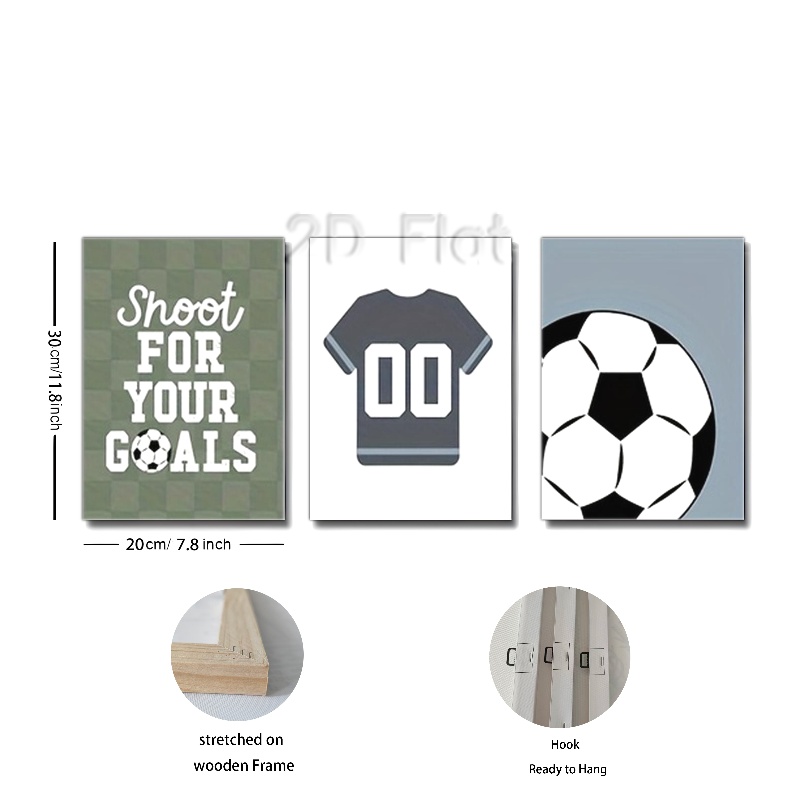 2D Flat
Shoot
FOR
YOUR
GOALS
00
30cm/11.8inch
20cm/ 7.8 inch
stretched on
wooden Frame
Hook
Ready to Hang